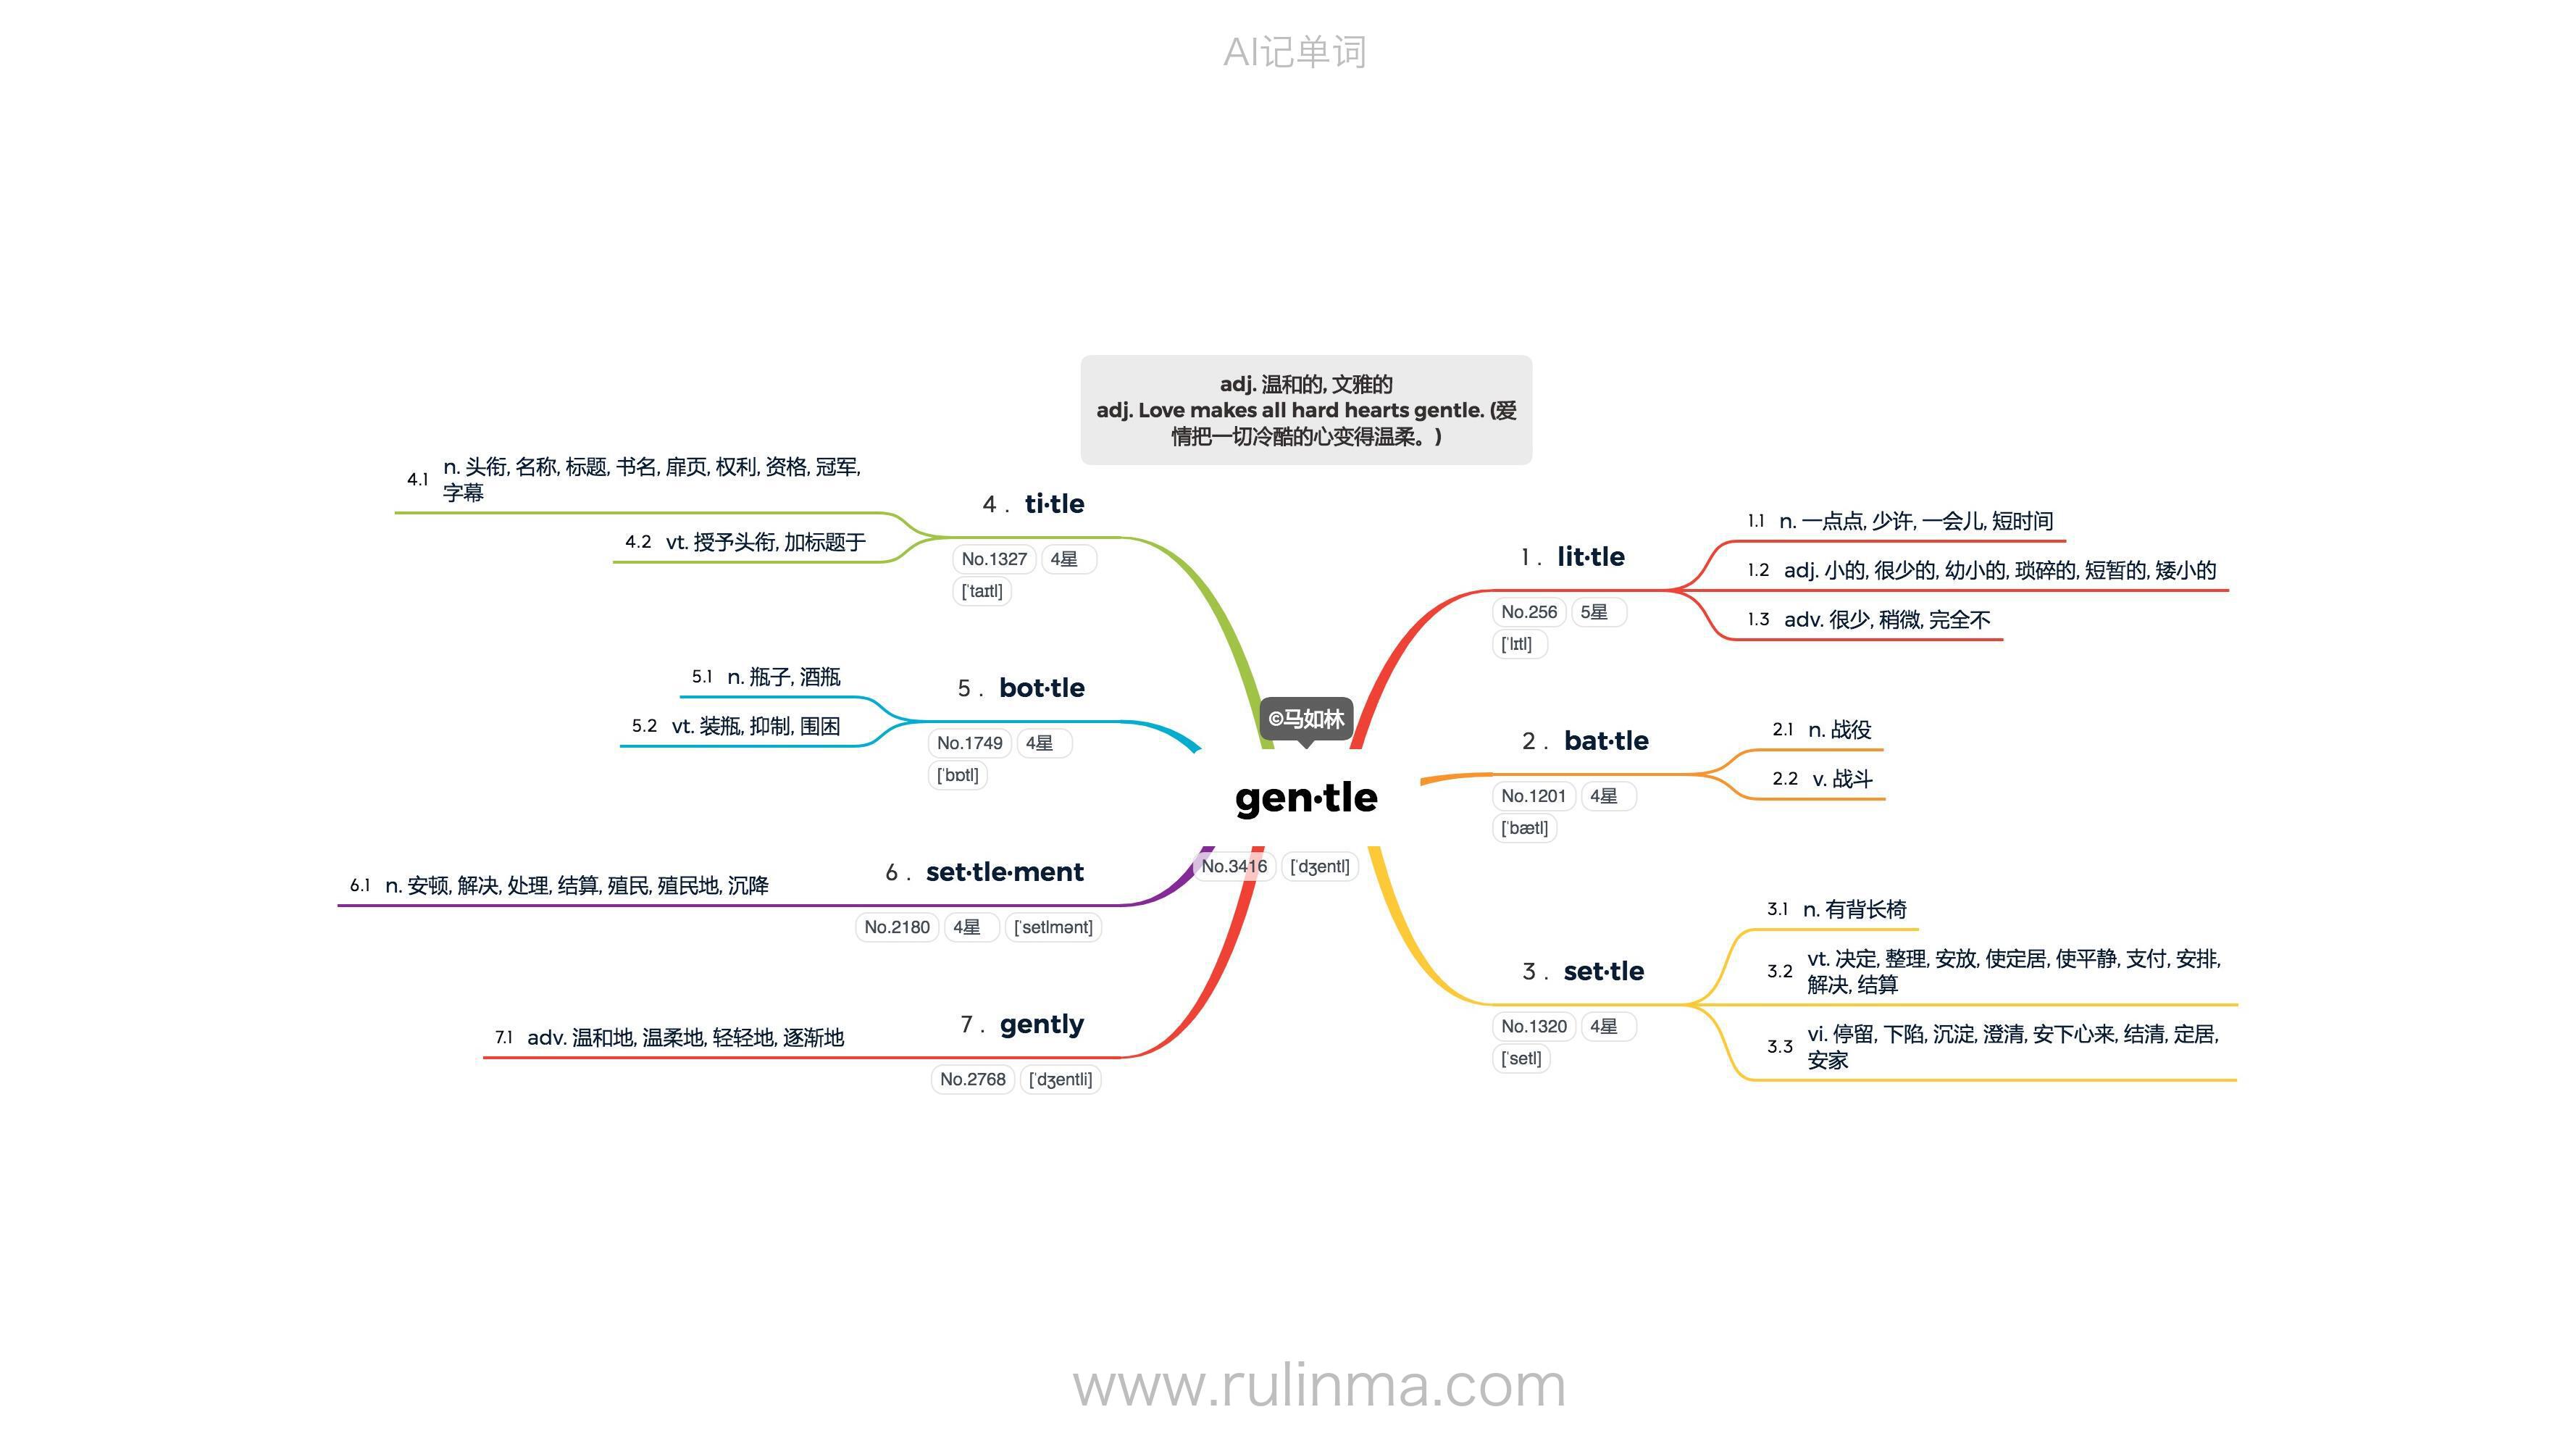 AI记单词
adj. 温和的, 文雅的
adj. Love makes all hard hearts gentle. (爱
情把一切冷酷的心变得温柔。)
©马如林
gen·tle
No.3416 [ˈdʒentl]
1 . lit·tle
No.256 5星
[ˈlɪtl]
1.1 n. 一点点, 少许, 一会儿, 短时间
1.2 adj. 小的, 很少的, 幼小的, 琐碎的, 短暂的, 矮小的
1.3 adv. 很少, 稍微, 完全不
2 . bat·tle
No.1201 4星
[ˈbætl]
2.1 n. 战役
2.2 v. 战斗
3 . set·tle
No.1320 4星
[ˈsetl]
3.1 n. 有背长椅
3.2 vt. 决定, 整理, 安放, 使定居, 使平静, 支付, 安排,
解决, 结算
3.3 vi. 停留, 下陷, 沉淀, 澄清, 安下心来, 结清, 定居,
安家
4 . ti·tle
No.1327 4星
[ˈtaɪtl]
4.1 n. 头衔, 名称, 标题, 书名, 扉页, 权利, 资格, 冠军,
字幕
4.2 vt. 授予头衔, 加标题于
5 . bot·tle
No.1749 4星
[ˈbɒtl]
5.1 n. 瓶子, 酒瓶
5.2 vt. 装瓶, 抑制, 围困
6 . set·tle·ment
No.2180 4星 [ˈsetlmənt]
6.1 n. 安顿, 解决, 处理, 结算, 殖民, 殖民地, 沉降
7 . gently
No.2768 [ˈdʒentli]
7.1 adv. 温和地, 温柔地, 轻轻地, 逐渐地
www.rulinma.com